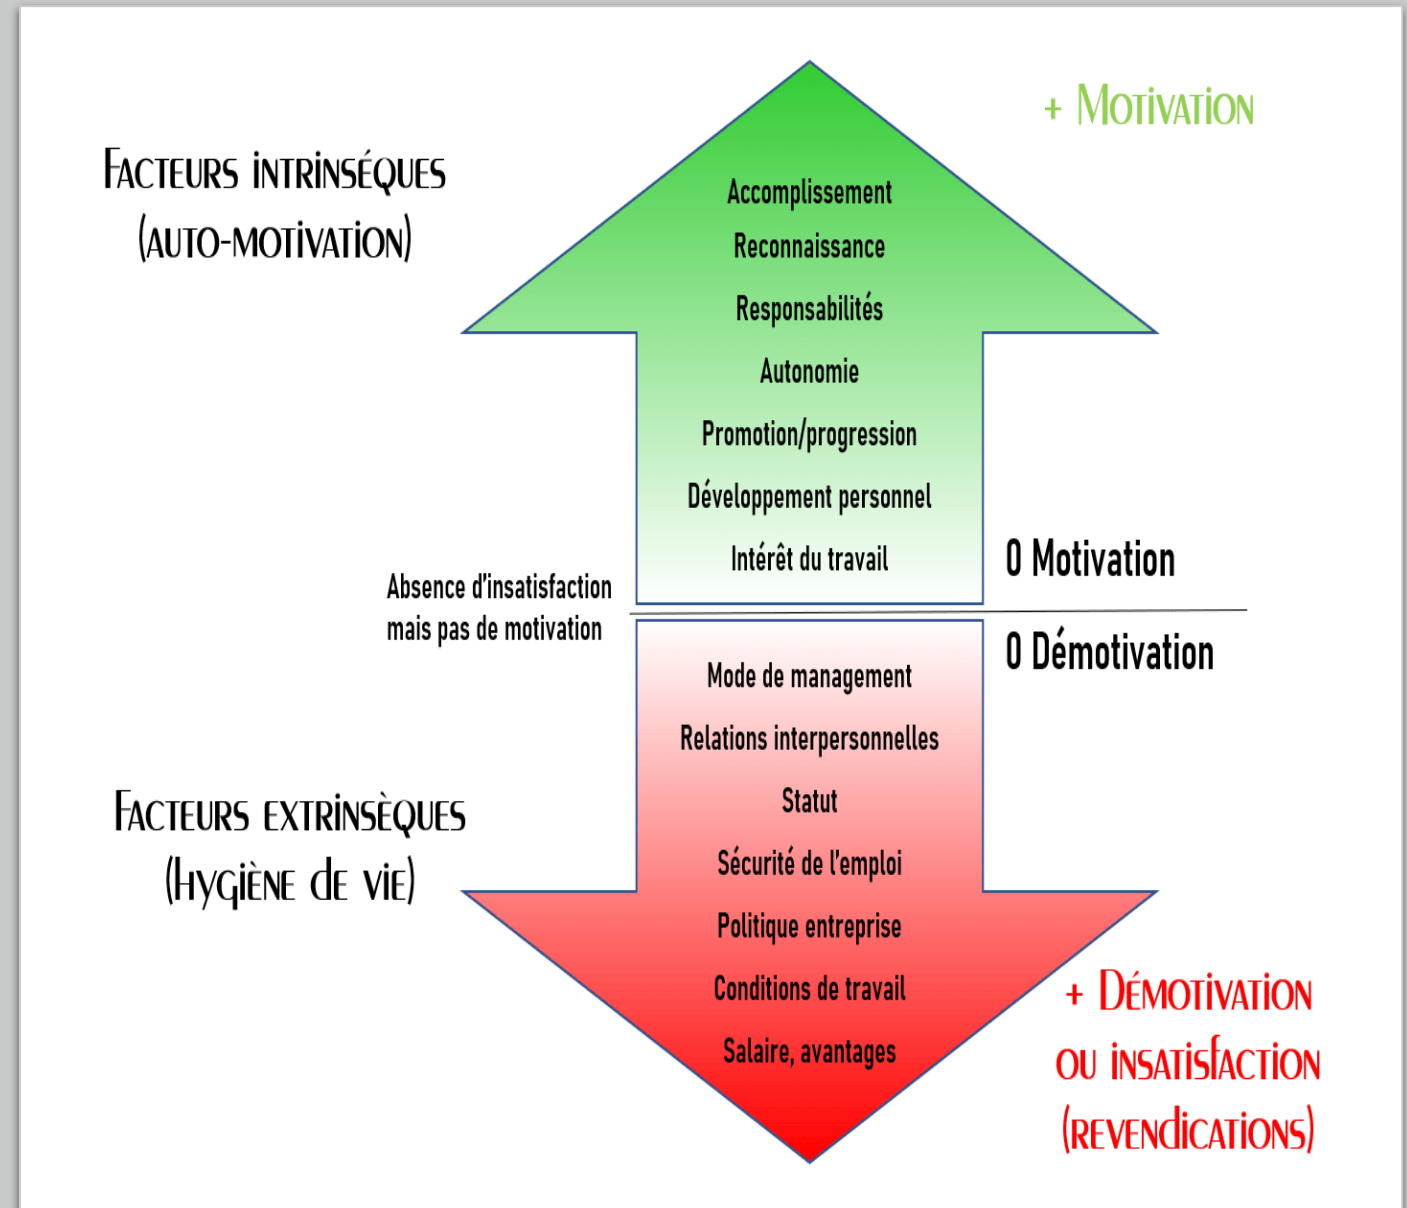 + Motivation
Facteurs intrinséques
(auto-motivation)
Accomplissement
Reconnaissance
Responsabilités
Autonomie
Promotion/progression
Développement personnel
Intérêt du travail
0 Motivation
Absence d'insatisfaction
mais pas de motivation
0 Démotivation
Mode de management
Relations interpersonnelles
Statut
Sécurité de l'emploi
Politique entreprise
Conditions de travail
Salaire, avantages
Facteurs extrinsèques
(hygiène de vie)
+ Démotivation
ou insatisfaction
(revendications)